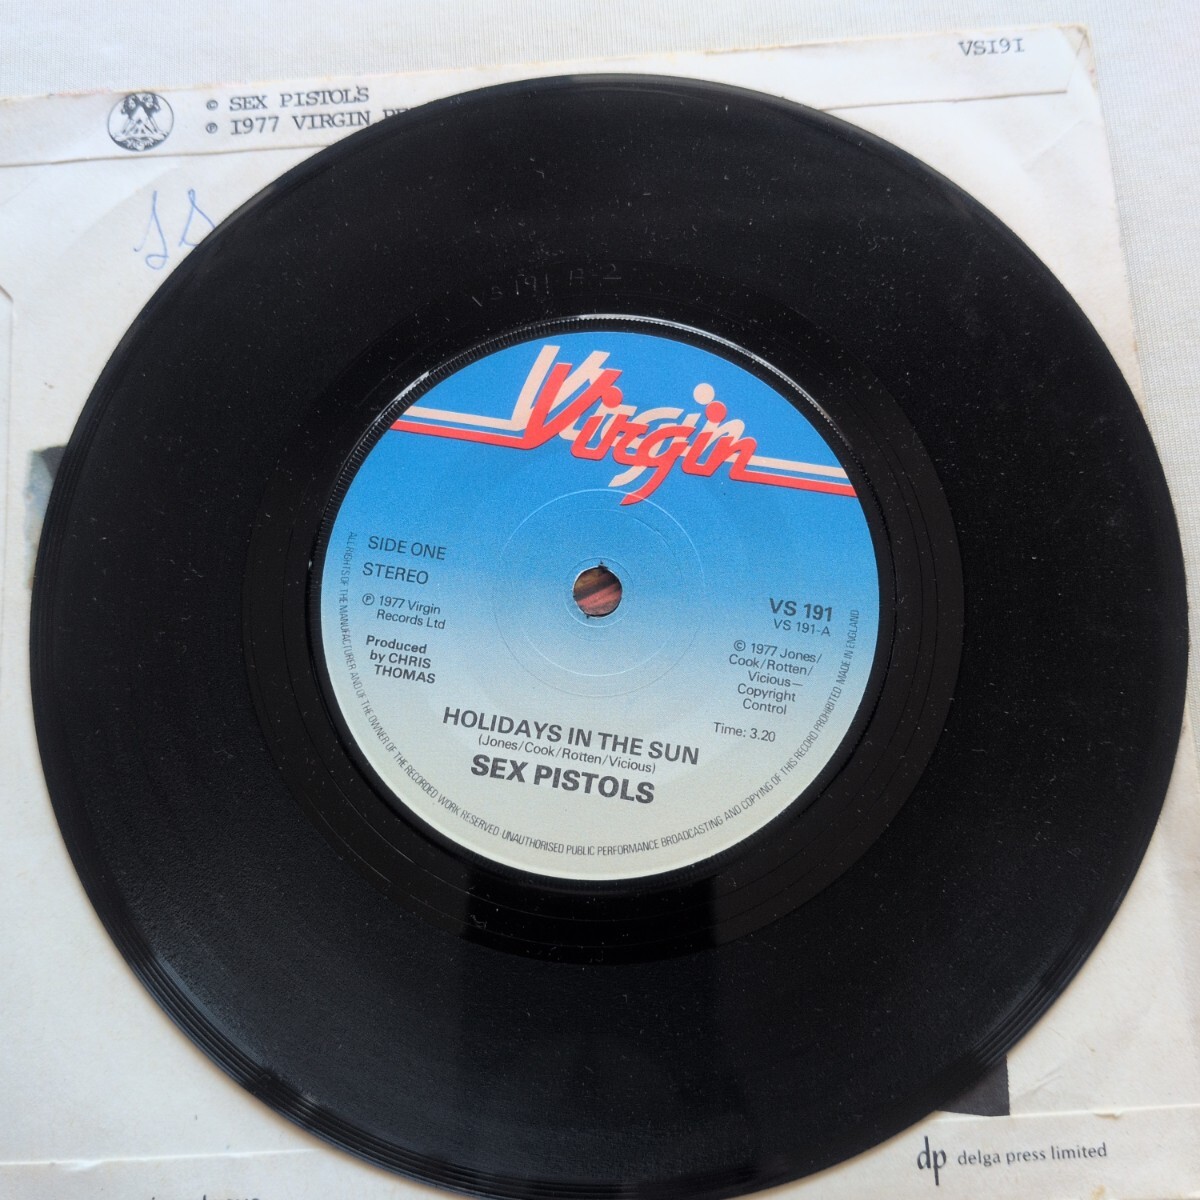 VS191
© SEX PISTOLS
℗ 1977 VIRGIN
VS 191 A-2
Virgin
SIDE ONE
STEREO
℗ 1977 Virgin
Records Ltd
Produced
by CHRIS
THOMAS
VS 191
VS 191-A
© 1977 Jones/
Cook/Rotten/
Vicious—
Copyright
Control
Time: 3.20
HOLIDAYS IN THE SUN
(Jones/Cook/Rotten/Vicious)
SEX PISTOLS
ALL RIGHTS OF THE MANUFACTURER AND OF THE OWNER OF THE RECORDED WORK RESERVED UNAUTHORISED PUBLIC PERFORMANCE BROADCASTING AND COPYING OF THIS RECORD PROHIBITED MADE IN ENGLAND
dp delga press limited